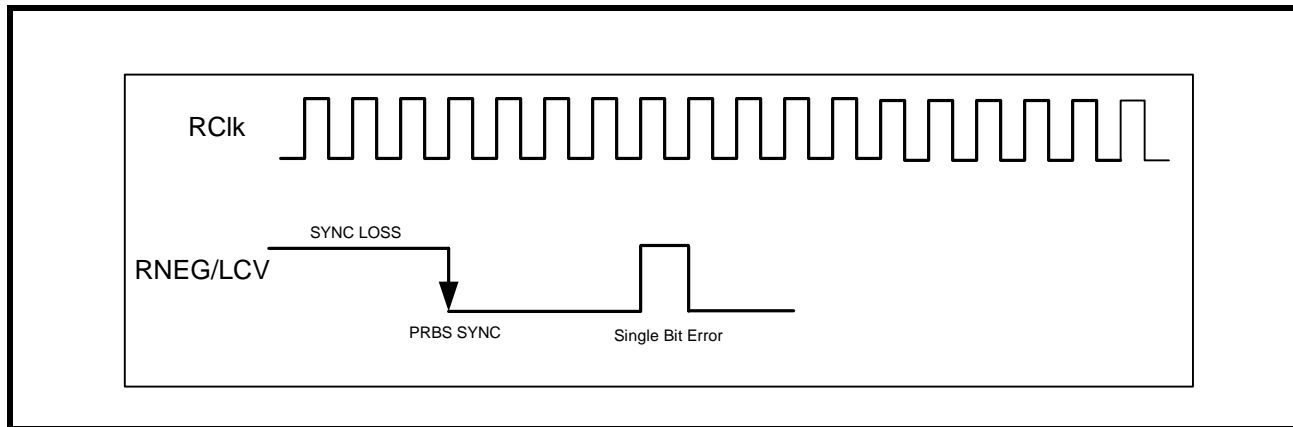 RClk
SYNC LOSS
RNEG/LCV
PRBS SYNC
Single Bit Error